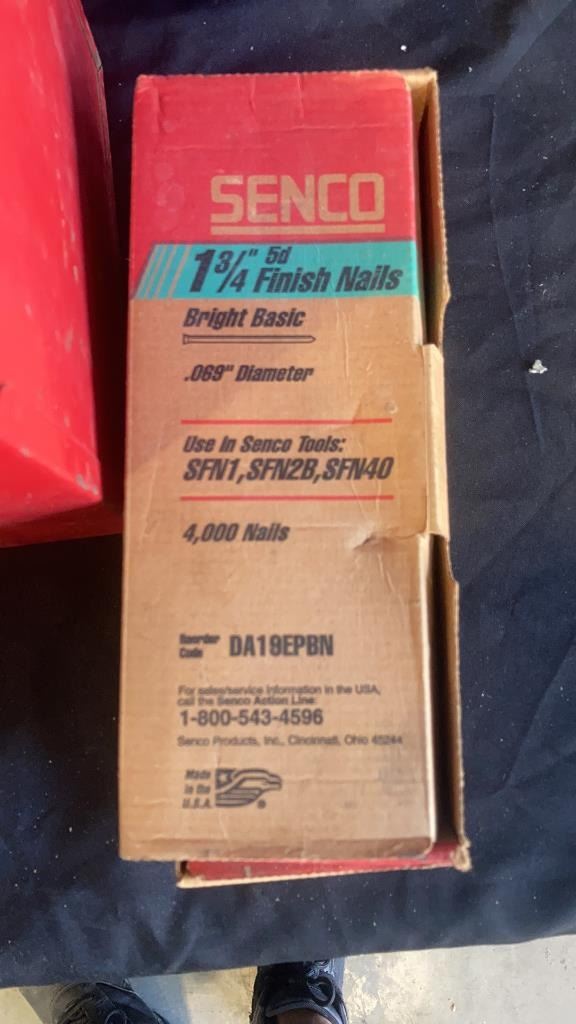 SENCO
1 3/4" 5d Finish Nails
Bright Basic
.069" Diameter
Use In Senco Tools:
SFN1, SFN2B, SFN40
4,000 Nails
Reorder Code DA19EPBN
For sales/service information in the USA,
call the Senco Action Line:
1-800-543-4596
Senco Products, Inc., Cincinnati, Ohio 45244
Made
in the
U.S.A.
®